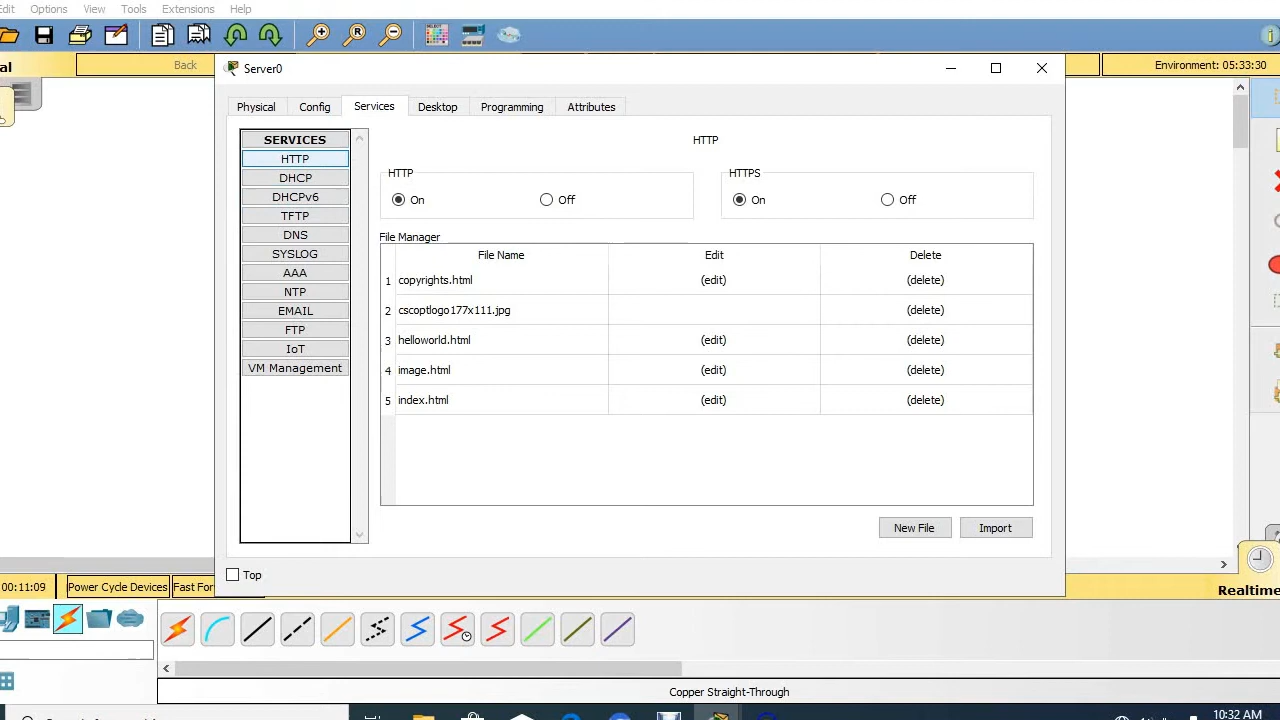 Edit Options View Tools Extensions Help
al Back Environment: 05:33:30
Server0
Physical Config Services Desktop Programming Attributes
SERVICES
HTTP
DHCP
DHCPv6
TFTP
DNS
SYSLOG
AAA
NTP
EMAIL
FTP
IoT
VM Management
HTTP
HTTP HTTPS
On Off On Off
File Manager
File Name Edit Delete
1 copyrights.html (edit) (delete)
2 cscoptlogo177x111.jpg (delete)
3 helloworld.html (edit) (delete)
4 image.html (edit) (delete)
5 index.html (edit) (delete)
New File Import
Top
00:11:09 Power Cycle Devices Fast For
Realtime
Copper Straight-Through
10:32 AM